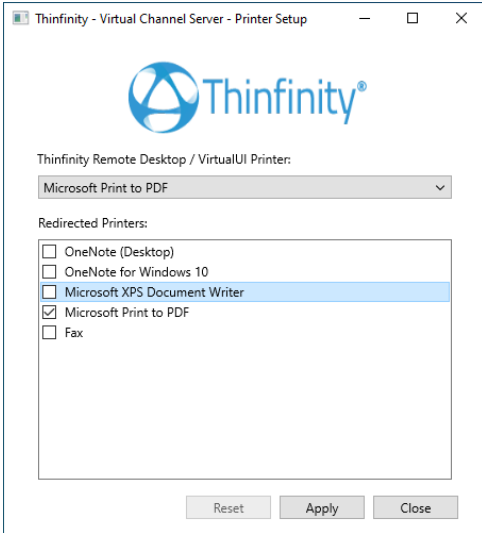 Thinfinity - Virtual Channel Server - Printer Setup
Thinfinity®
Thinfinity Remote Desktop / VirtualUI Printer:
Microsoft Print to PDF
Redirected Printers:
OneNote (Desktop)
OneNote for Windows 10
Microsoft XPS Document Writer
Microsoft Print to PDF
Fax
Reset Apply Close